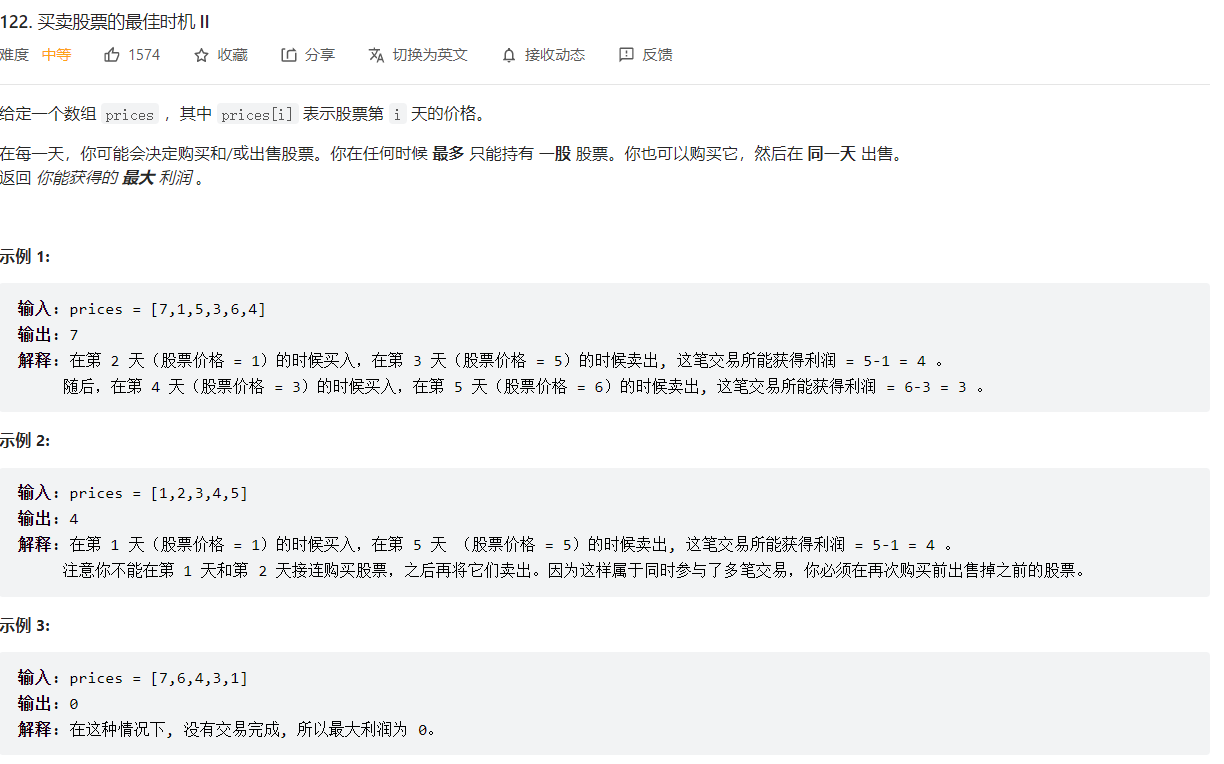 122. 买卖股票的最佳时机 II
难度 中等 1574 收藏 分享 切换为英文 接收动态 反馈
给定一个数组 prices ，其中 prices[i] 表示股票第 i 天的价格。
在每一天，你可能会决定购买和/或出售股票。你在任何时候 最多 只能持有 一股 股票。你也可以购买它，然后在 同一天 出售。
返回 你能获得的 最大 利润 。
示例 1:
输入: prices = [7,1,5,3,6,4]
输出: 7
解释: 在第 2 天（股票价格 = 1）的时候买入，在第 3 天（股票价格 = 5）的时候卖出, 这笔交易所能获得利润 = 5-1 = 4 。
随后，在第 4 天（股票价格 = 3）的时候买入，在第 5 天（股票价格 = 6）的时候卖出, 这笔交易所能获得利润 = 6-3 = 3 。
示例 2:
输入: prices = [1,2,3,4,5]
输出: 4
解释: 在第 1 天（股票价格 = 1）的时候买入，在第 5 天 （股票价格 = 5）的时候卖出, 这笔交易所能获得利润 = 5-1 = 4 。
注意你不能在第 1 天和第 2 天接连购买股票，之后再将它们卖出。因为这样属于同时参与了多笔交易，你必须在再次购买前出售掉之前的股票。
示例 3:
输入: prices = [7,6,4,3,1]
输出: 0
解释: 在这种情况下, 没有交易完成, 所以最大利润为 0。